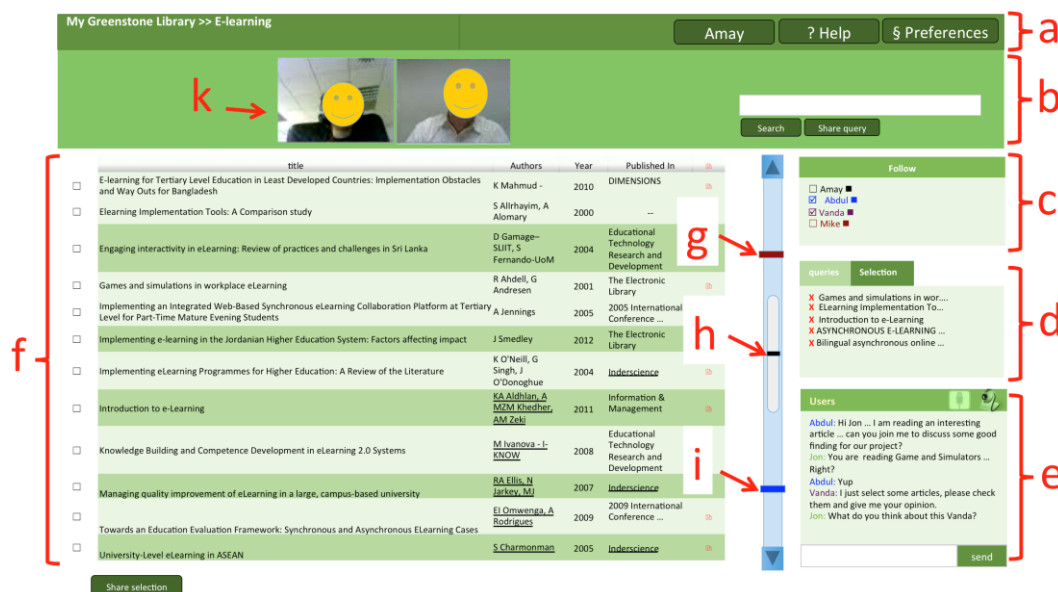 My Greenstone Library >> E-learning
Amay
? Help
§ Preferences
a
k
b
Search
Share query
title Authors Year Published In
E-learning for Tertiary Level Education in Least Developed Countries: Implementation Obstacles
and Way Outs for Bangladesh
K Mahmud -
2010
DIMENSIONS
Elearning Implementation Tools: A Comparison study
S Allrhayim, A
Alomary
2000
--
Engaging interactivity in eLearning: Review of practices and challenges in Sri Lanka
D Gamage–
SLIIT, S
Fernando-UoM
2004
Educational
Technology
Research and
Development
Games and simulations in workplace eLearning
R Ahdell, G
Andresen
2001
The Electronic
Library
Implementing an Integrated Web-Based Synchronous eLearning Collaboration Platform at Tertiary
Level for Part-Time Mature Evening Students
A Jennings
2005
2005 International
Conference ...
Implementing e-learning in the Jordanian Higher Education System: Factors affecting impact
J Smedley
2012
The Electronic
Library
Implementing eLearning Programmes for Higher Education: A Review of the Literature
K O'Neill, G
Singh, J
O'Donoghue
2004
Inderscience
Introduction to e-Learning
KA Aldhlan, A
MZM Khedher,
AM Zeki
2011
Information &
Management
Knowledge Building and Competence Development in eLearning 2.0 Systems
M Ivanova - I-
KNOW
2008
Educational
Technology
Research and
Development
Managing quality improvement of eLearning in a large, campus-based university
RA Ellis, N
Jarkey, MJ
2007
Inderscience
Towards an Education Evaluation Framework: Synchronous and Asynchronous ELearning Cases
EI Omwenga, A
Rodrigues
2009
2009 International
Conference ...
University-Level eLearning in ASEAN
S Charmonman
2005
Inderscience
Share selection
f
g
h
i
Follow
Amay
Abdul
Vanda
Mike
c
queries
Selection
X Games and simulations in wor....
X ELearning Implementation To...
X Introduction to e-Learning
X ASYNCHRONOUS E-LEARNING ...
X Bilingual asynchronous online ...
d
Users
Abdul: Hi Jon ... I am reading an interesting
article ... can you join me to discuss some good
finding for our project?
Jon: You are reading Game and Simulators ...
Right?
Abdul: Yup
Vanda: I just select some articles, please check
them and give me your opinion.
Jon: What do you think about this Vanda?
send
e